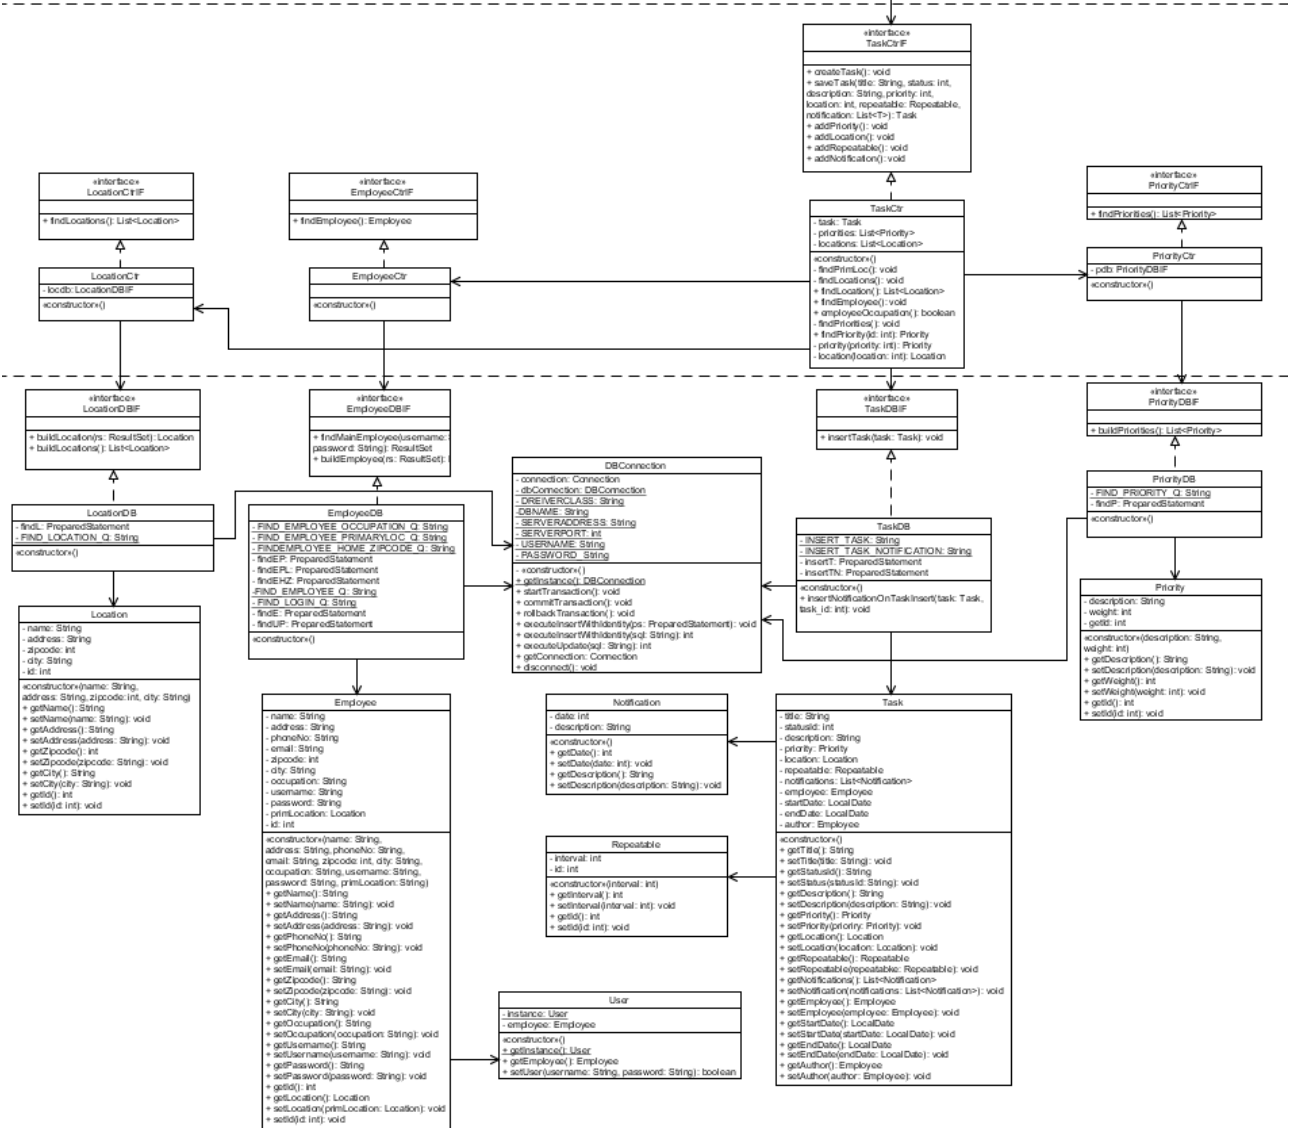 «interface»
TaskCtrIF
+ createTask(): void
+ saveTask(title: String, status: int,
description: String, priority: int,
location: int, repeatable: Repeatable,
notification: List<T>): Task
+ addPriority(): void
+ addLocation(): void
+ addRepeatable(): void
+ addNotification(): void
«interface»
LocationCtrIF
+ findLocations(): List<Location>
«interface»
EmployeeCtrIF
+ findEmployee(): Employee
«interface»
PriorityCtrIF
+ findPriorities(): List<Priority>
TaskCtr
- task: Task
- priorities: List<Priority>
- locations: List<Location>
«constructor»()
- findPrimLoc(): void
- findLocations(): void
+ findLocation(): List<Location>
+ findEmployee(): void
+ employeeOccupation(): boolean
- findPriorities(): void
+ findPriority(id: int): Priority
- priority(priority: int): Priority
- location(location: int): Location
LocationCtr
- locdb: LocationDBIF
«constructor»()
EmployeeCtr
«constructor»()
PriorityCtr
- pdb: PriorityDBIF
«constructor»()
«interface»
LocationDBIF
+ buildLocation(rs: ResultSet): Location
+ buildLocations(): List<Location>
«interface»
EmployeeDBIF
+ findMainEmployee(username:
password: String): ResultSet
+ buildEmployee(rs: ResultSet):
«interface»
TaskDBIF
+ insertTask(task: Task): void
«interface»
PriorityDBIF
+ buildPriorities(): List<Priority>
LocationDB
- findL: PreparedStatement
- FIND_LOCATION_Q: String
«constructor»()
EmployeeDB
- FIND_EMPLOYEE_OCCUPATION_Q: String
- FIND_EMPLOYEE_PRIMARYLOC_Q: String
- FINDEMPLOYEE_HOME_ZIPCODE_Q: String
- findEP: PreparedStatement
- findEPL: PreparedStatement
- findEHZ: PreparedStatement
-FIND_EMPLOYEE_Q: String
- FIND_LOGIN_Q: String
- findE: PreparedStatement
- findUP: PreparedStatement
«constructor»()
DBConnection
- connection: Connection
- dbConnection: DBConnection
- DREIVERCLASS: String
-DBNAME: String
- SERVERADDRESS: String
- SERVERPORT: int
- USERNAME: String
- PASSWORD_String
- «constructor»()
+ getInstance(): DBConnection
+ startTransaction(): void
+ commitTransaction(): void
+ rollbackTransaction(): void
+ executeInsertWithIdentity(ps: PreparedStatement): void
+ executeInsertWithIdentity(sql: String): int
+ executeUpdate(sql: String): int
+ getConnection: Connection
+ disconnect(): void
TaskDB
- INSERT_TASK: String
- INSERT_TASK_NOTIFICATION: String
- insertT: PreparedStatement
- insertTN: PreparedStatement
«constructor»()
+ insertNotificationOnTaskInsert(task: Task,
task_id: int): void
PriorityDB
- FIND_PRIORITY_Q: String
- findP: PreparedStatement
«constructor»()
Location
- name: String
- address: String
- zipcode: int
- city: String
- id: int
«constructor»(name: String,
address: String, zipcode: int, city: String)
+ getName(): String
+ setName(name: String): void
+ getAddress(): String
+ setAddress(address: String): void
+ getZipcode(): int
+ setZipcode(zipcode: String): void
+ getCity(): String
+ setCity(city: String): void
+ getId(): int
+ setId(id: int): void
Priority
- description: String
- weight: int
- getId: int
«constructor»(description: String,
weight: int)
+ getDescription(): String
+ setDescription(description: String): void
+ getWeight(): int
+ setWeight(weight: int): void
+ getId(): int
+ setId(id: int): void
Employee
- name: String
- address: String
- phoneNo: String
- email: String
- zipcode: int
- city: String
- occupation: String
- username: String
- password: String
- primLocation: Location
- id: int
«constructor»(name: String,
address: String, phoneNo: String,
email: String, zipcode: int, city: String,
occupation: String, username: String,
password: String, primLocation: String)
+ getName(): String
+ setName(name: String): void
+ getAddress(): String
+ setAddress(address: String): void
+ getPhoneNo(): String
+ setPhoneNo(phoneNo: String): void
+ getEmail(): String
+ setEmail(email: String): void
+ getZipcode(): String
+ setZipcode(zipcode: String): void
+ getCity(): String
+ setCity(city: String): void
+ getOccupation(): String
+ setOccupation(occupation: String): void
+ getUsername(): String
+ setUsername(username: String): void
+ getPassword(): String
+ setPassword(password: String): void
+ getId(): int
+ getLocation(): Location
+ setLocation(primLocation: Location): void
+ setId(id: int): void
Notification
- date: int
- description: String
«constructor»()
+ getDate(): int
+ setDate(date: int): void
+ getDescription(): String
+ setDescription(description: String): void
Repeatable
- interval: int
- id: int
«constructor»(interval: int)
+ getInterval(): int
+ setInterval(interval: int): void
+ getId(): int
+ setId(id: int): void
User
- instance: User
- employee: Employee
«constructor»()
+ getInstance(): User
+ getEmployee(): Employee
+ setUser(username: String, password: String): boolean
Task
- title: String
- statusId: int
- description: String
- priority: Priority
- location: Location
- repeatable: Repeatable
- notifications: List<Notification>
- employee: Employee
- startDate: LocalDate
- endDate: LocalDate
- author: Employee
«constructor»()
+ getTitle(): String
+ setTitle(title: String): void
+ getStatusId(): String
+ setStatus(statusId: String): void
+ getDescription(): String
+ setDescription(description: String): void
+ getPriority(): Priority
+ setPriority(priority: Priority): void
+ getLocation(): Location
+ setLocation(location: Location): void
+ getRepeatable(): Repeatable
+ setRepeatable(repeatabke: Repeatable): void
+ getNotifications(): List<Notification>
+ setNotification(notifications: List<Notification>): void
+ getEmployee(): Employee
+ setEmployee(employee: Employee): void
+ getStartDate(): LocalDate
+ setStartDate(startDate: LocalDate): void
+ getEndDate(): LocalDate
+ setEndDate(endDate: LocalDate): void
+ getAuthor(): Employee
+ setAuthor(author: Employee): void